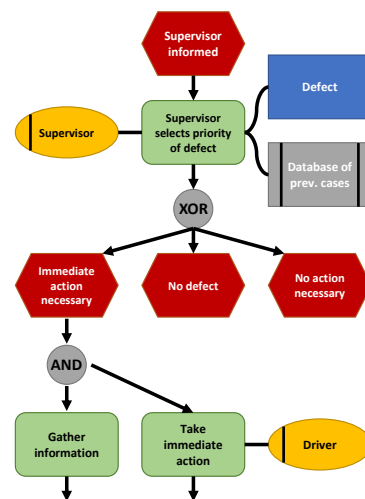 Supervisor
informed
Defect
Supervisor
Supervisor
selects priority
of defect
Database of
prev. cases
XOR
Immediate
action
necessary
No defect
No action
necessary
AND
Gather
information
Take
immediate
action
Driver